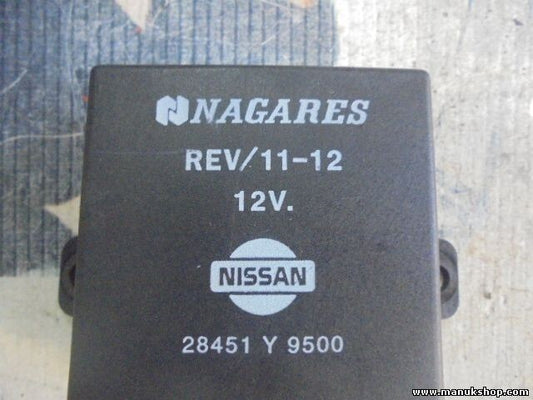 NAGARES
REV/11-12
12V.
NISSAN
28451 Y 9500
www.manukshop.com